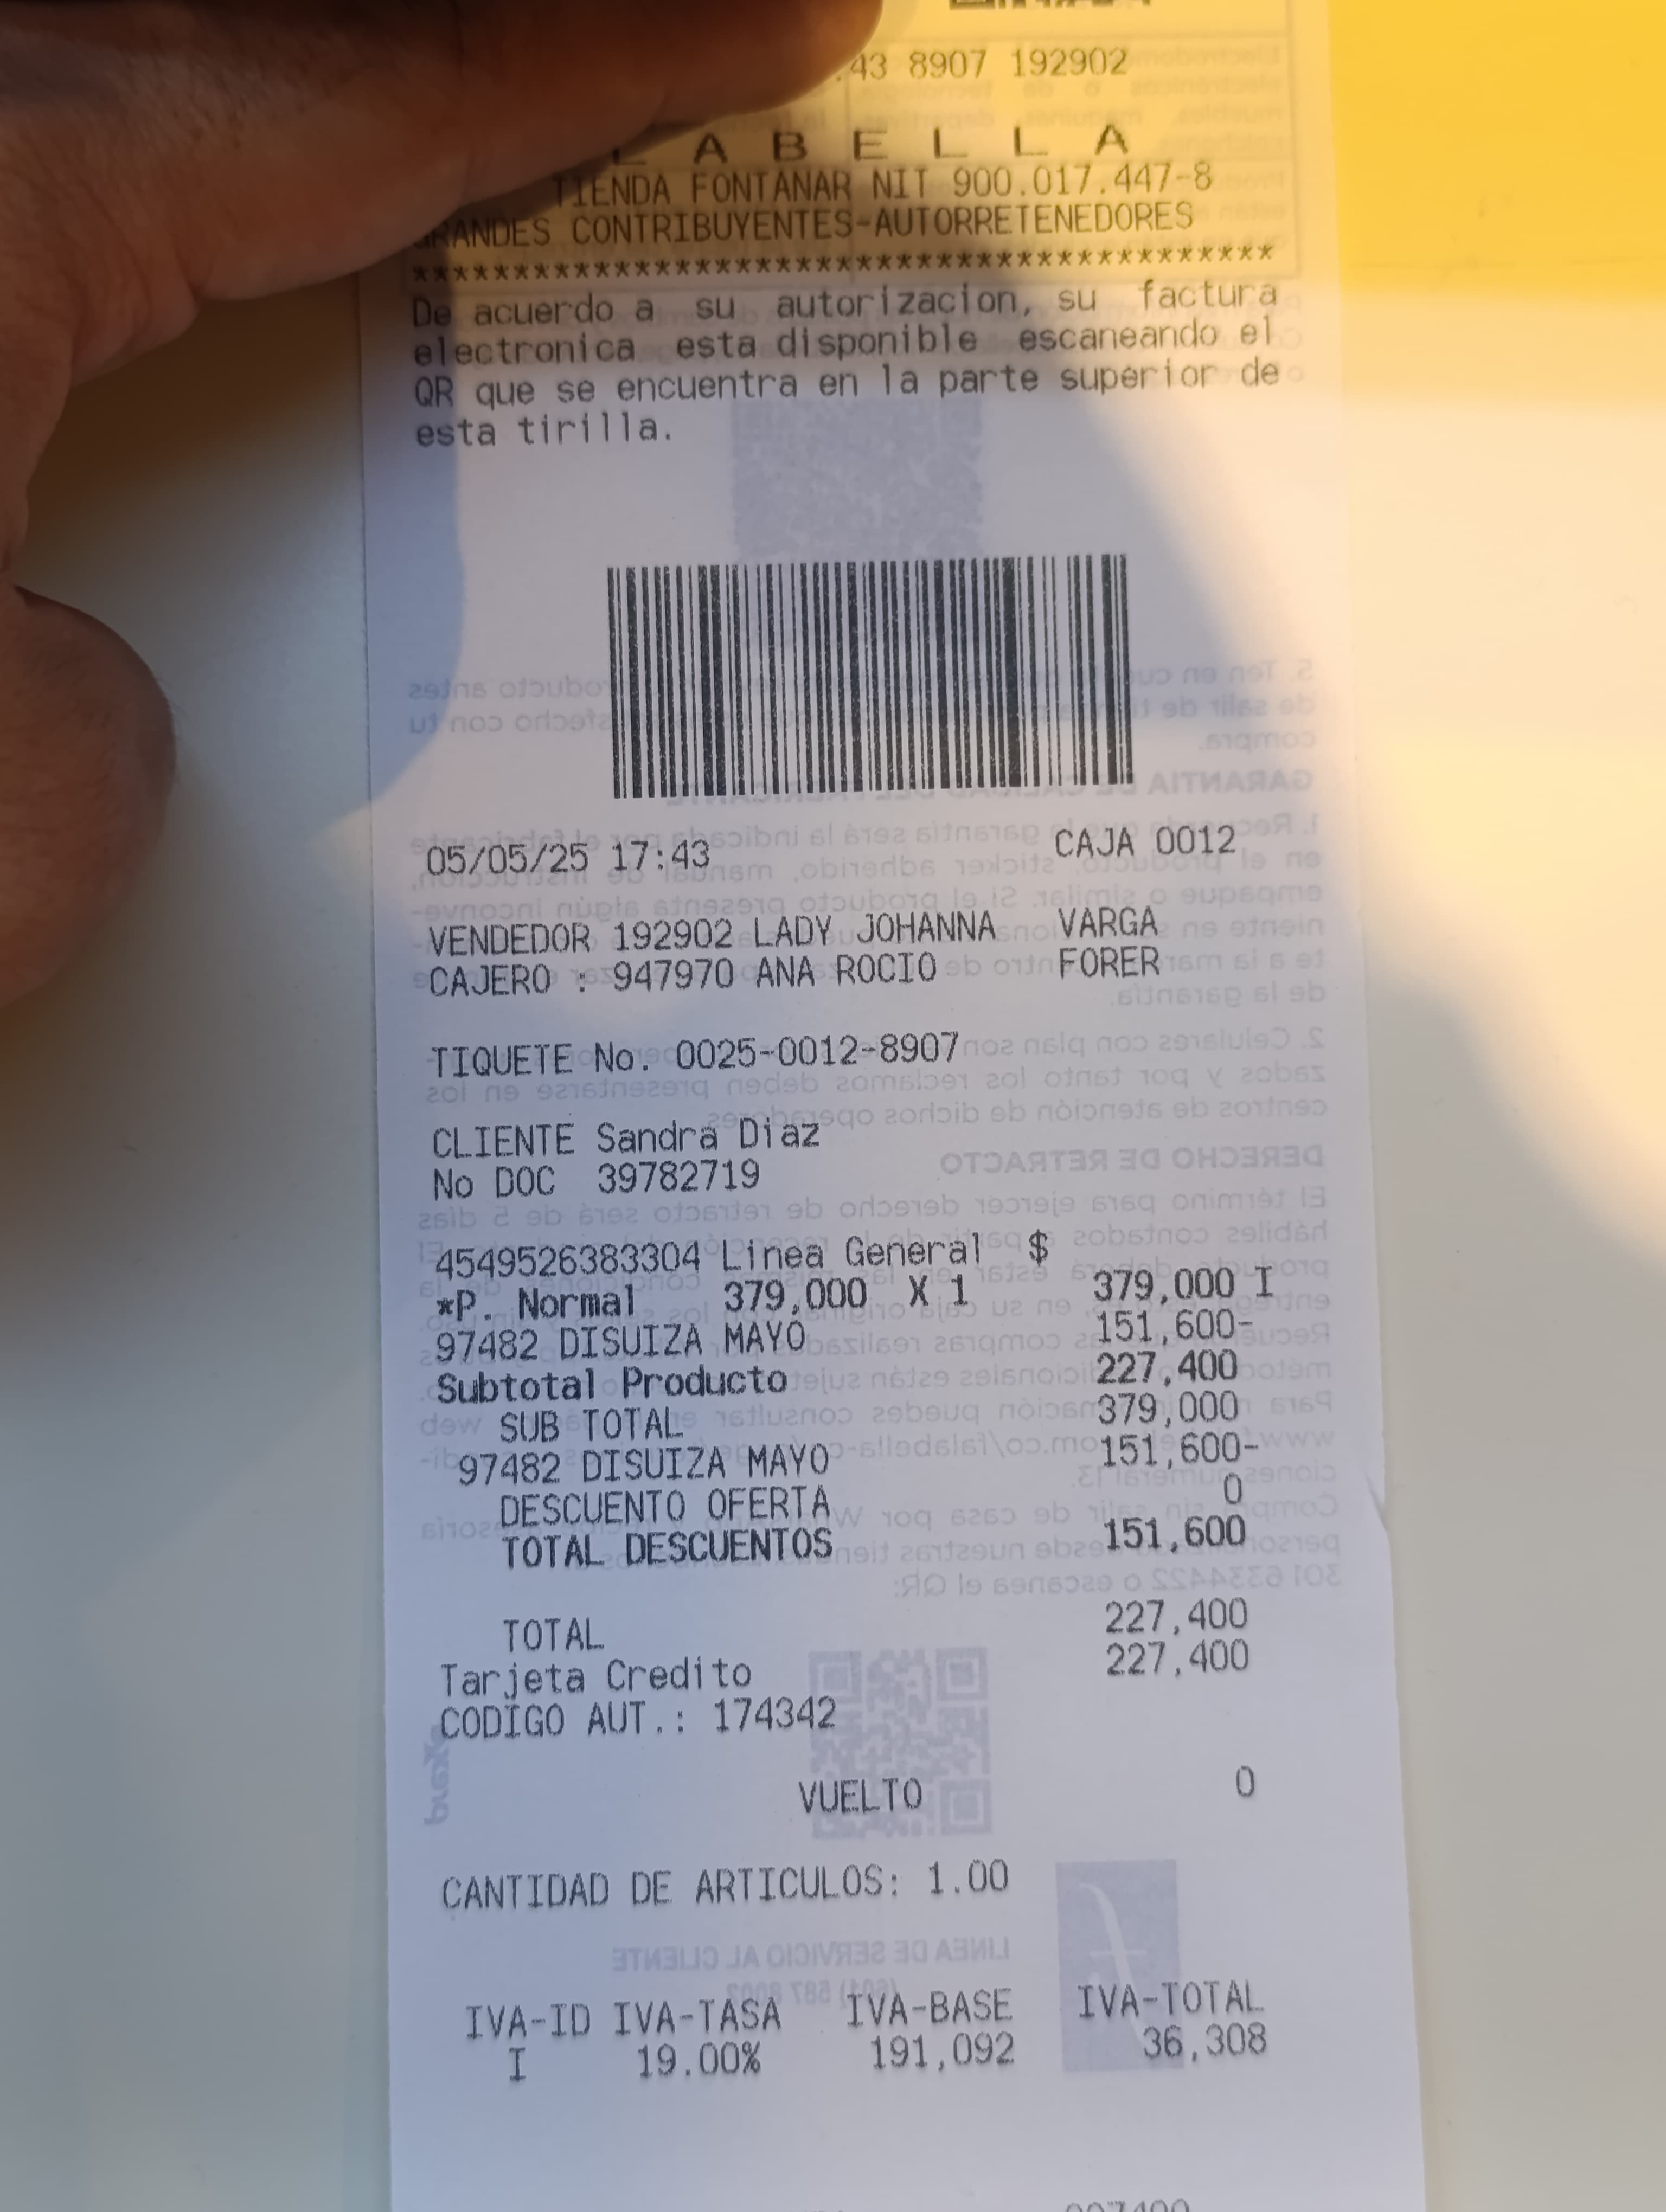 43 8907 192902
LABELLA
TIENDA FONTANAR NIT 900.017.447-8
GRANDES CONTRIBUYENTES-AUTORRETENEDORES
******************************************
De acuerdo a su autorizacion, su factura
electronica esta disponible escaneando el
QR que se encuentra en la parte superior de
esta tirilla.
05/05/25 17:43 CAJA 0012
VENDEDOR 192902 LADY JOHANNA VARGA
CAJERO : 947970 ANA ROCIO FORER
TIQUETE No. 0025-0012-8907
CLIENTE Sandra Diaz
No DOC 39782719
4549526383304 Linea General $
*P. Normal 379,000 X 1 379,000 I
97482 DISUIZA MAYO 151,600-
Subtotal Producto 227,400
SUB TOTAL 379,000
97482 DISUIZA MAYO 151,600-
DESCUENTO OFERTA 0
TOTAL DESCUENTOS 151,600
TOTAL 227,400
Tarjeta Credito 227,400
CODIGO AUT.: 174342
VUELTO 0
CANTIDAD DE ARTICULOS: 1.00
IVA-ID IVA-TASA IVA-BASE IVA-TOTAL
I 19.00% 191,092 36,308